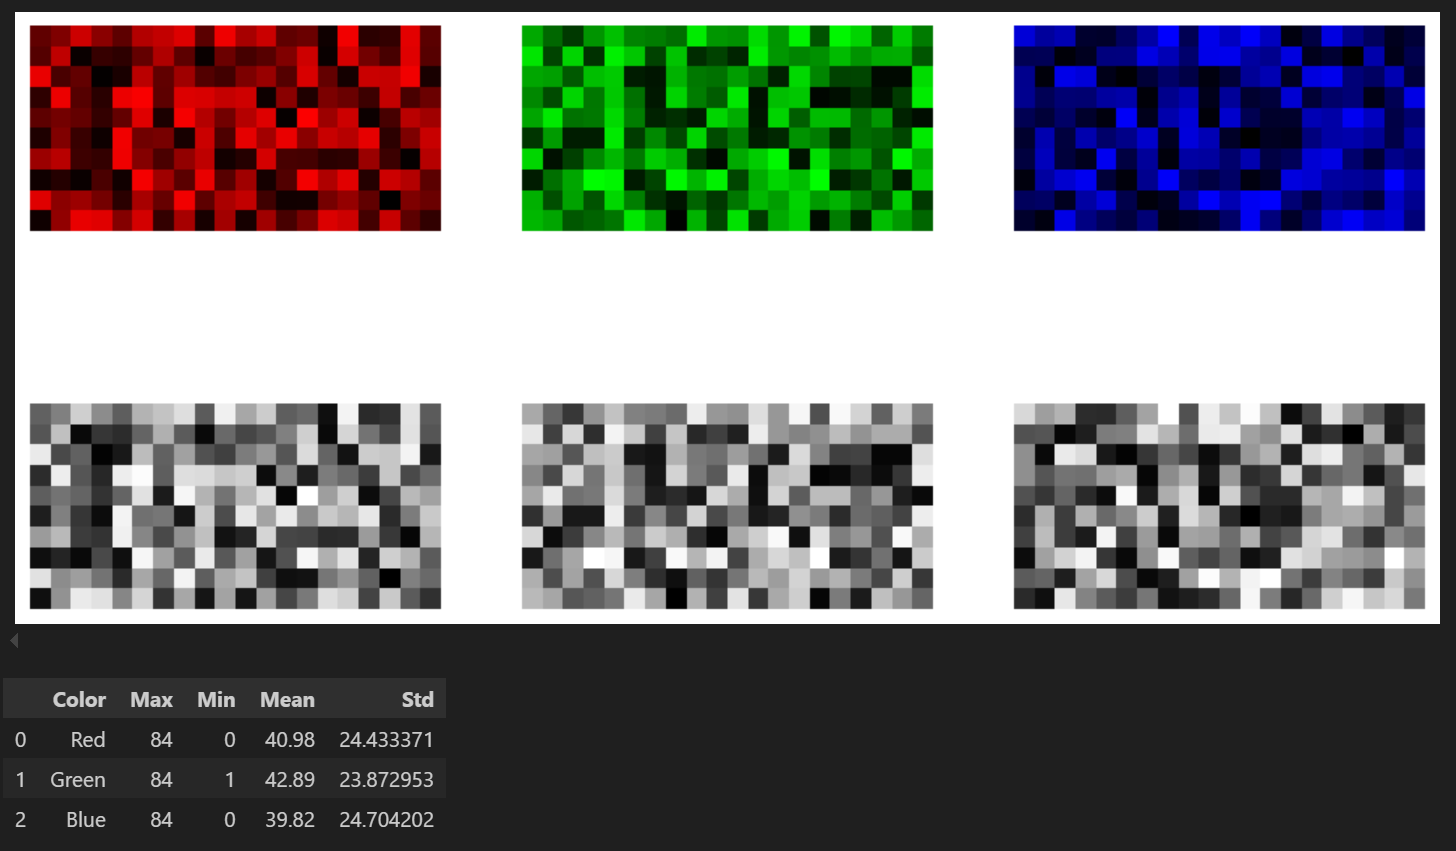 Color Max Min Mean Std
0 Red 84 0 40.98 24.433371
1 Green 84 1 42.89 23.872953
2 Blue 84 0 39.82 24.704202